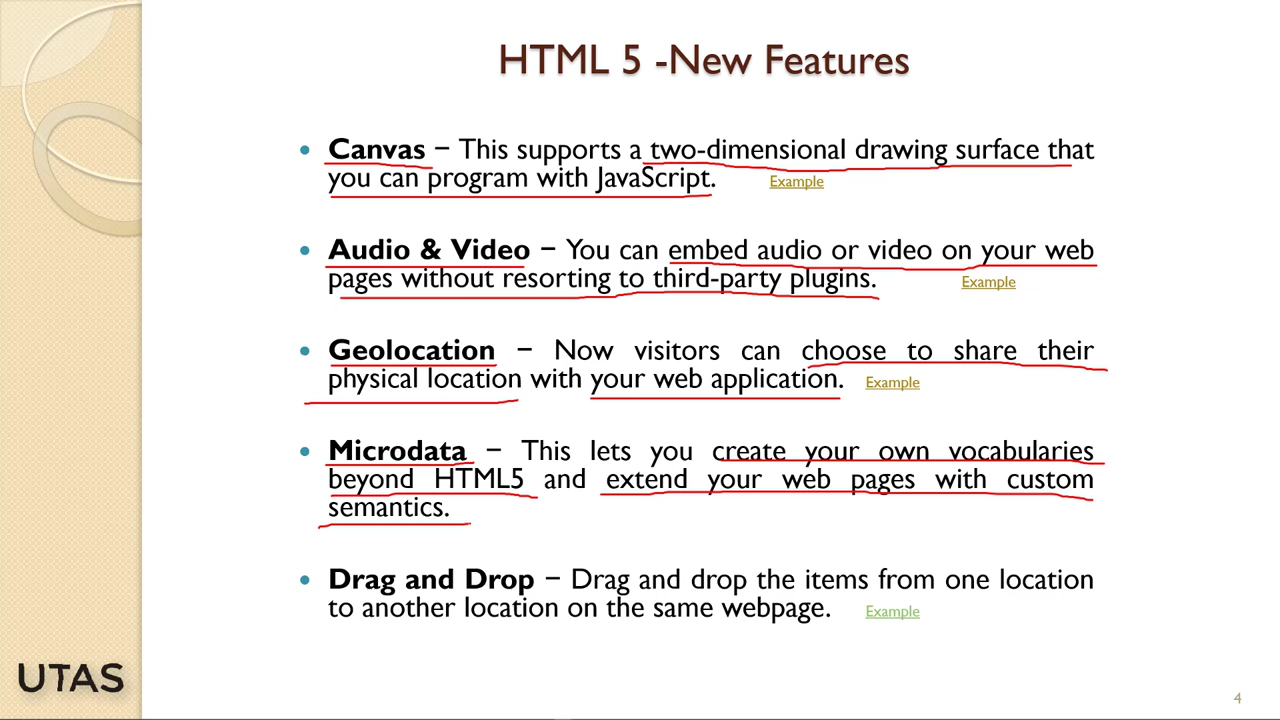 HTML 5 -New Features
• Canvas – This supports a two-dimensional drawing surface that
you can program with JavaScript. Example
• Audio & Video – You can embed audio or video on your web
pages without resorting to third-party plugins. Example
• Geolocation – Now visitors can choose to share their
physical location with your web application. Example
• Microdata – This lets you create your own vocabularies
beyond HTML5 and extend your web pages with custom
semantics.
• Drag and Drop – Drag and drop the items from one location
to another location on the same webpage. Example
UTAS
4